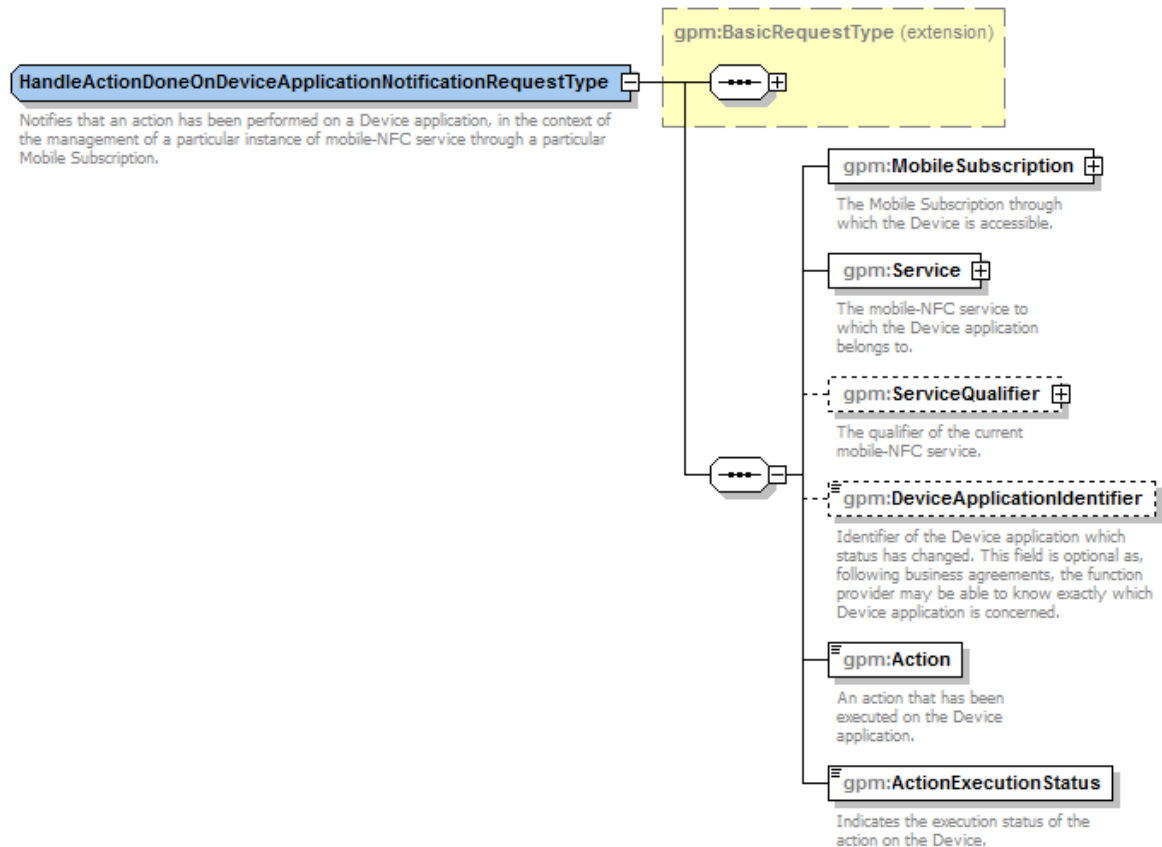 gpm:BasicRequestType (extension)
HandleActionDoneOnDeviceApplicationNotificationRequestType
Notifies that an action has been performed on a Device application, in the context of
the management of a particular instance of mobile-NFC service through a particular
Mobile Subscription.
gpm:MobileSubscription
The Mobile Subscription through
which the Device is accessible.
gpm:Service
The mobile-NFC service to
which the Device application
belongs to.
gpm:ServiceQualifier
The qualifier of the current
mobile-NFC service.
gpm:DeviceApplicationIdentifier
Identifier of the Device application which
status has changed. This field is optional as,
following business agreements, the function
provider may be able to know exactly which
Device application is concerned.
gpm:Action
An action that has been
executed on the Device
application.
gpm:ActionExecutionStatus
Indicates the execution status of the
action on the Device.